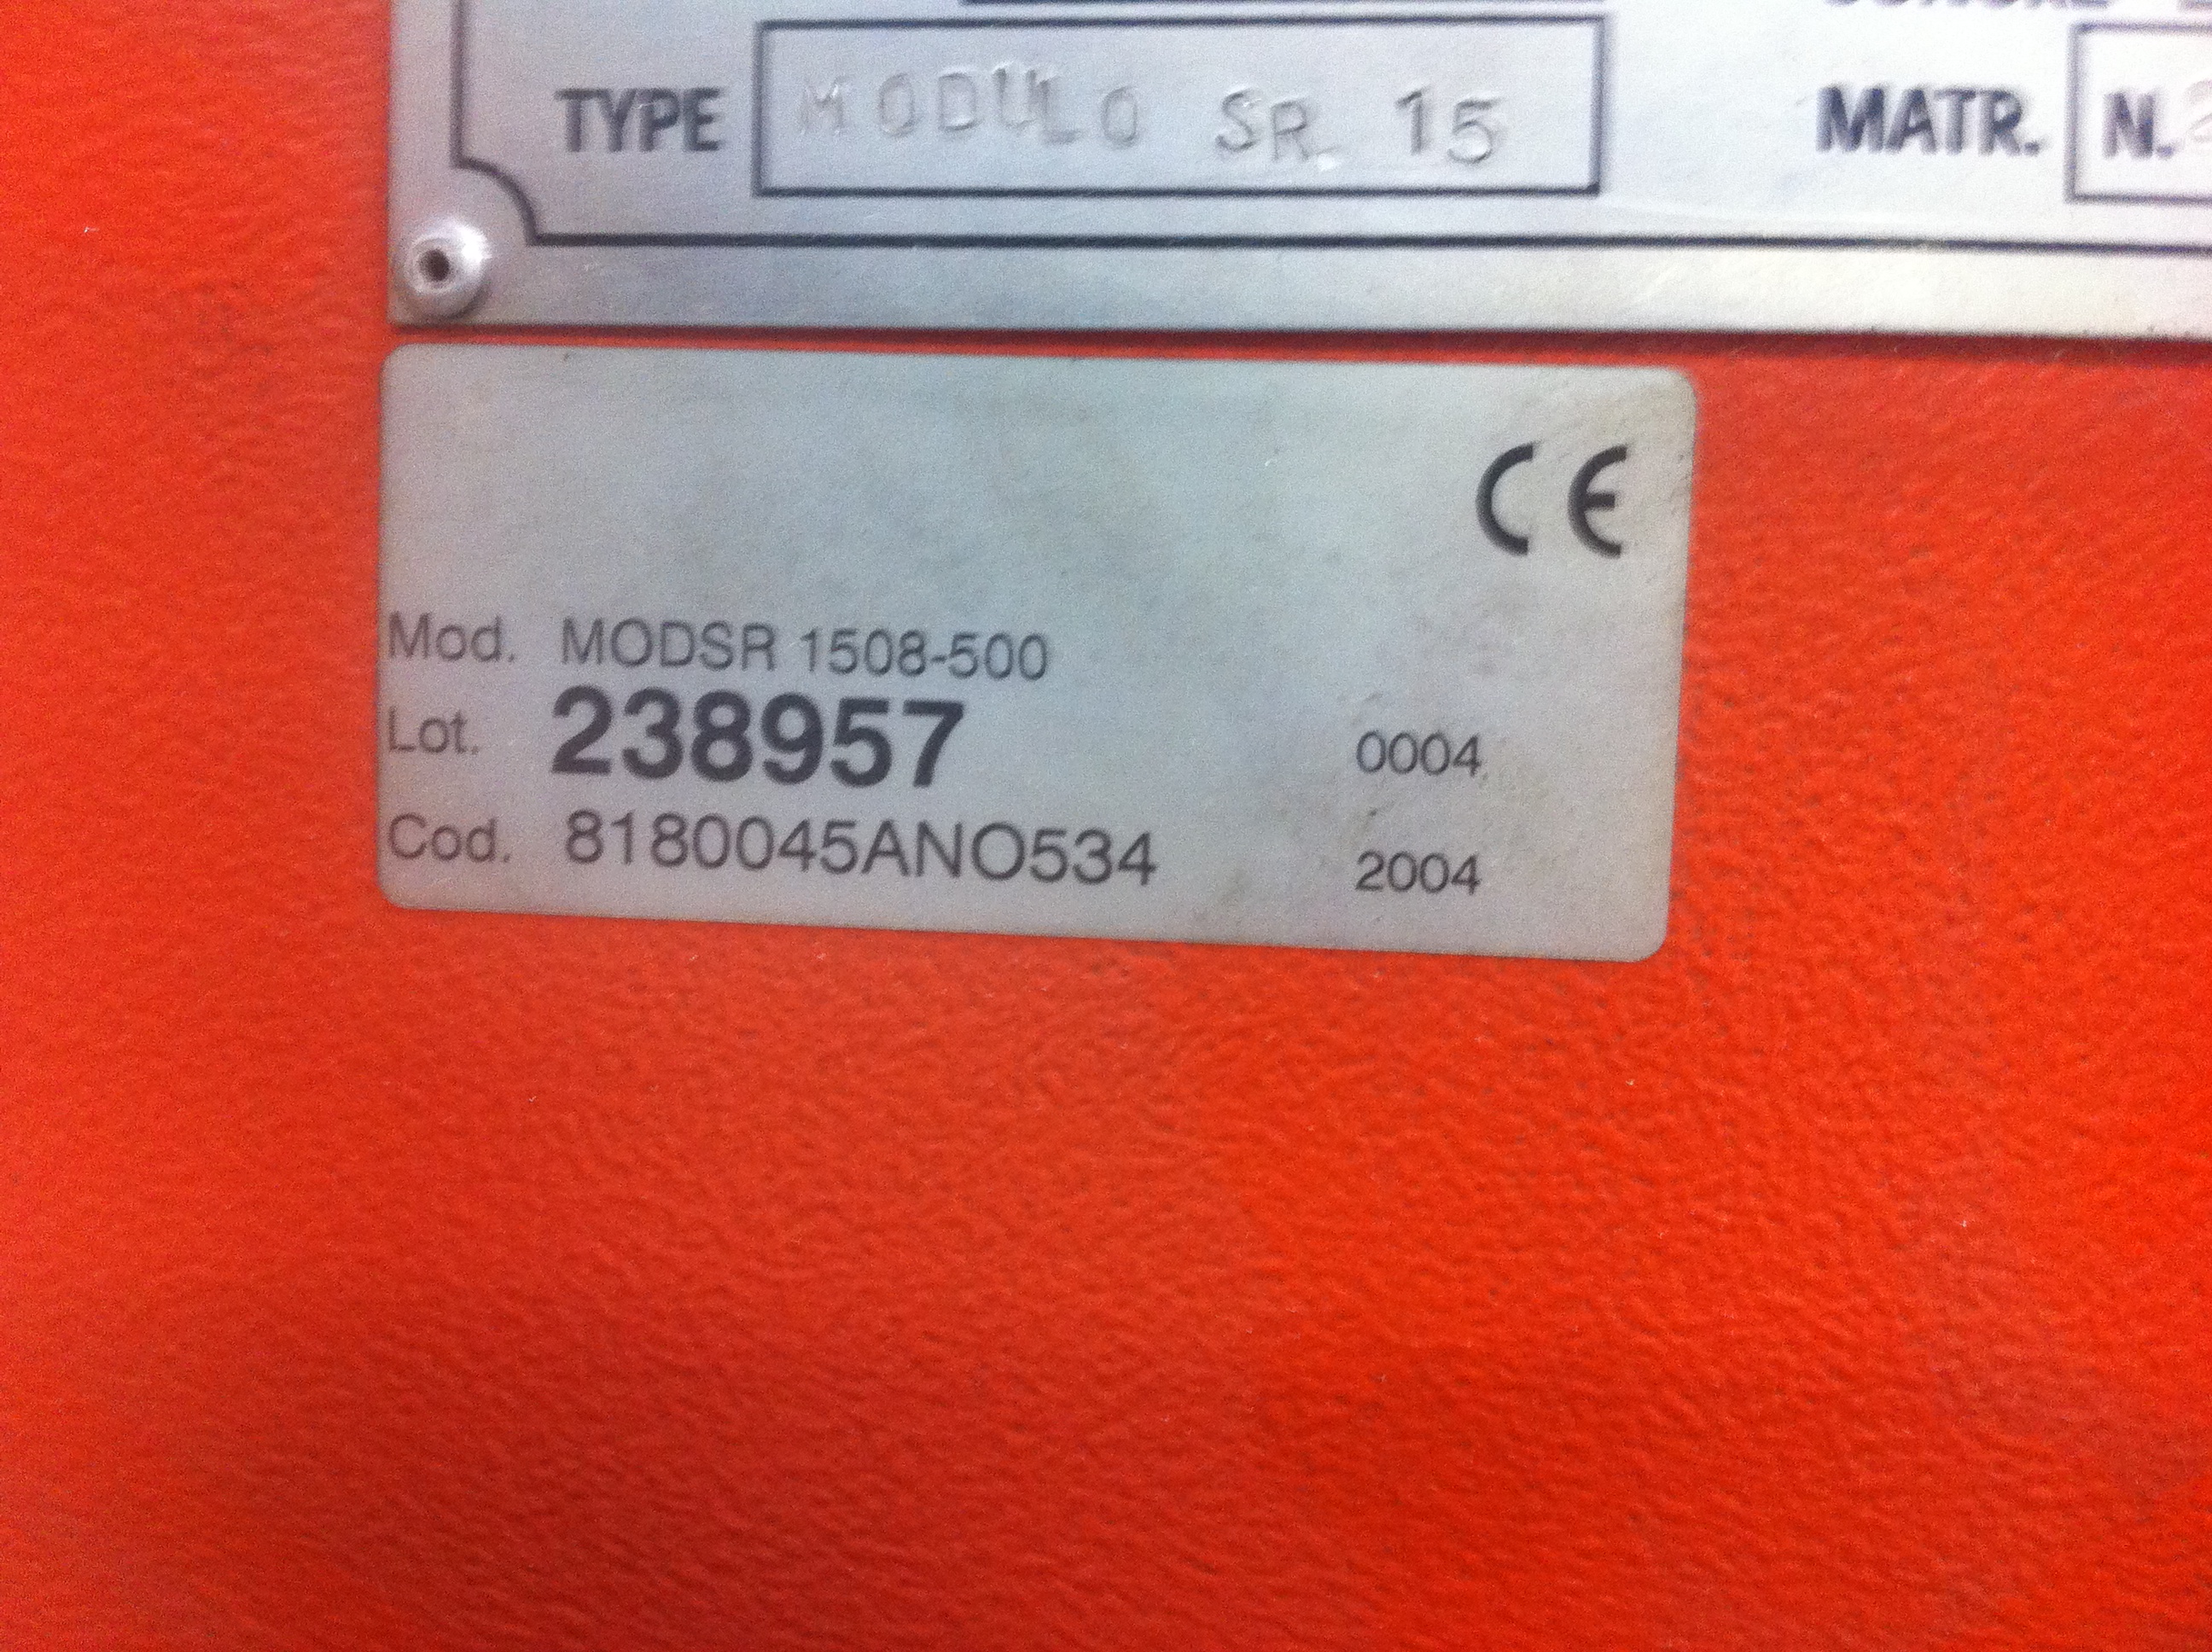 TYPE MODULO SR. 15 MATR. N.
CE
Mod. MODSR 1508-500
Lot. 238957 0004
Cod. 8180045ANO534 2004